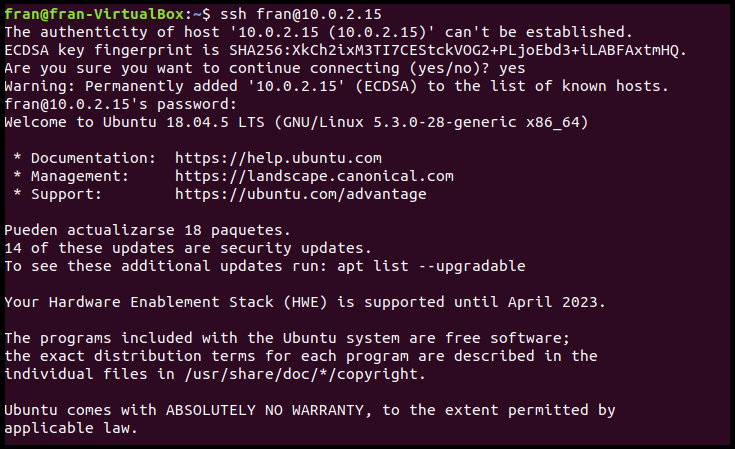 fran@fran-VirtualBox:~$ ssh fran@10.0.2.15
The authenticity of host '10.0.2.15 (10.0.2.15)' can't be established.
ECDSA key fingerprint is SHA256:XkCh2ixM3TI7CEStckVOG2+PLjoEbd3+iLABFAxtmHQ.
Are you sure you want to continue connecting (yes/no)? yes
Warning: Permanently added '10.0.2.15' (ECDSA) to the list of known hosts.
fran@10.0.2.15's password:
Welcome to Ubuntu 18.04.5 LTS (GNU/Linux 5.3.0-28-generic x86_64)
* Documentation:  https://help.ubuntu.com
* Management:     https://landscape.canonical.com
* Support:        https://ubuntu.com/advantage
Pueden actualizarse 18 paquetes.
14 of these updates are security updates.
To see these additional updates run: apt list --upgradable
Your Hardware Enablement Stack (HWE) is supported until April 2023.
The programs included with the Ubuntu system are free software;
the exact distribution terms for each program are described in the
individual files in /usr/share/doc/*/copyright.
Ubuntu comes with ABSOLUTELY NO WARRANTY, to the extent permitted by
applicable law.